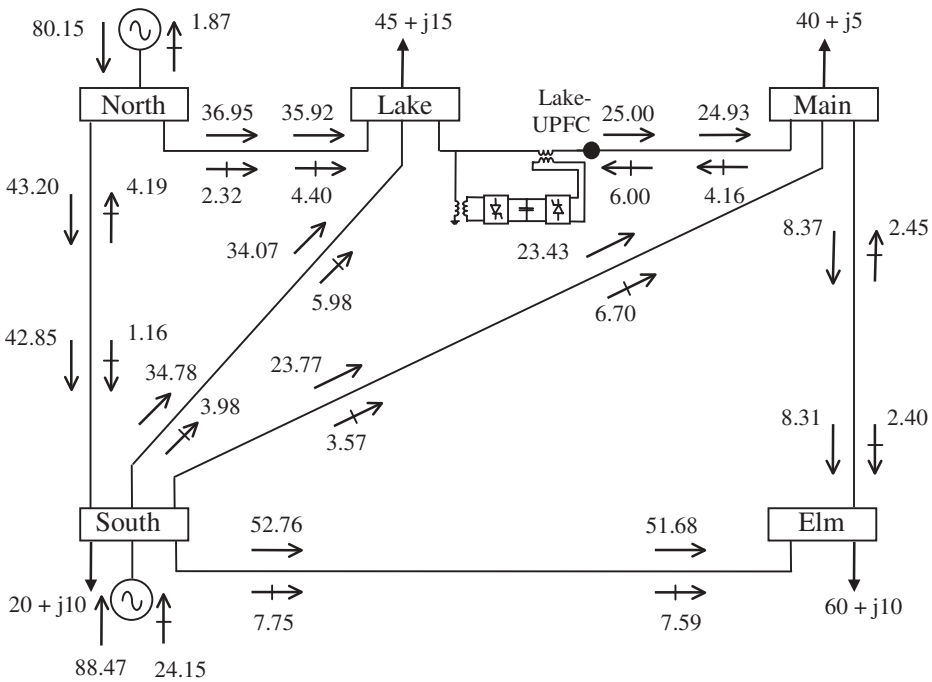 80.15
1.87
45 + j15
40 + j5
North
Lake
Lake-
UPFC
Main
36.95
35.92
25.00
24.93
2.32
4.40
6.00
4.16
43.20
4.19
34.07
5.98
23.43
6.70
8.37
2.45
42.85
1.16
34.78
3.98
23.77
3.57
8.31
2.40
South
Elm
52.76
51.68
20 + j10
7.75
7.59
60 + j10
88.47
24.15